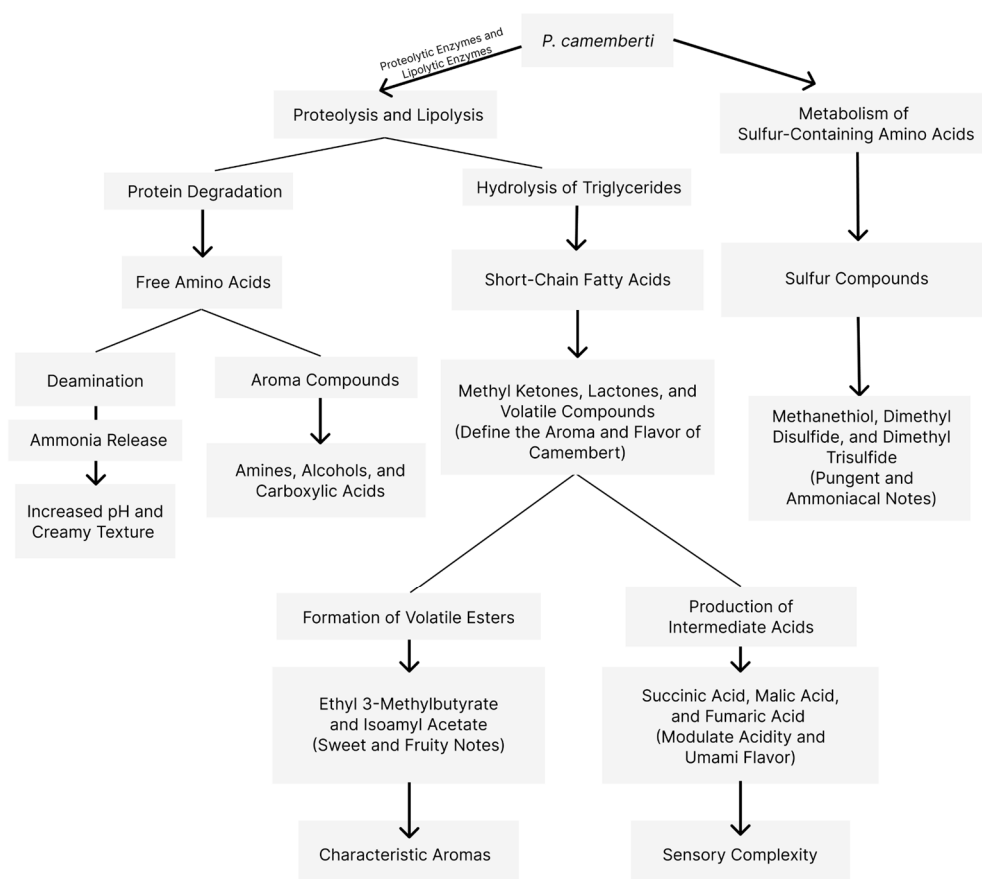 P. camemberti
Proteolytic Enzymes and
Lipolytic Enzymes
Proteolysis and Lipolysis
Metabolism of
Sulfur-Containing Amino Acids
Protein Degradation
Hydrolysis of Triglycerides
Free Amino Acids
Short-Chain Fatty Acids
Sulfur Compounds
Deamination
Aroma Compounds
Methyl Ketones, Lactones, and
Volatile Compounds
(Define the Aroma and Flavor of
Camembert)
Methanethiol, Dimethyl
Disulfide, and Dimethyl
Trisulfide
(Pungent and
Ammoniacal Notes)
Ammonia Release
Amines, Alcohols, and
Carboxylic Acids
Increased pH and
Creamy Texture
Formation of Volatile Esters
Production of
Intermediate Acids
Ethyl 3-Methylbutyrate
and Isoamyl Acetate
(Sweet and Fruity Notes)
Succinic Acid, Malic Acid,
and Fumaric Acid
(Modulate Acidity and
Umami Flavor)
Characteristic Aromas
Sensory Complexity